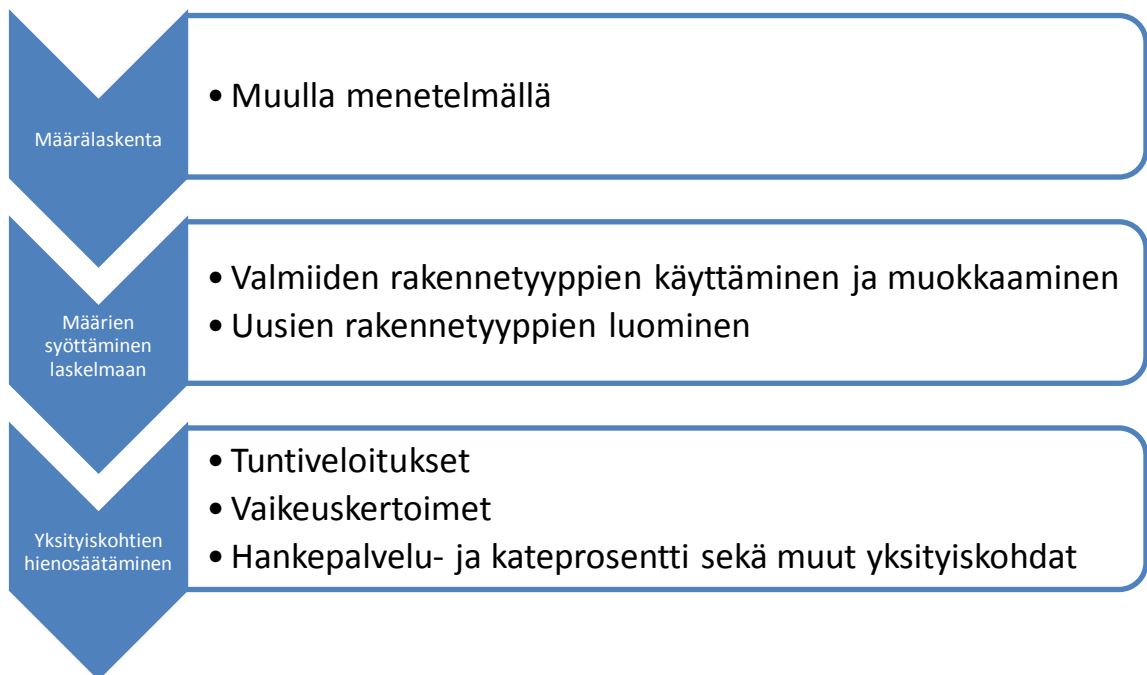 Määrälaskenta
• Muulla menetelmällä
Määrien
syöttäminen
laskelmaan
• Valmiiden rakennetyyppien käyttäminen ja muokkaaminen
• Uusien rakennetyyppien luominen
Yksityiskohtien
hienosäätäminen
• Tuntiveloitukset
• Vaikeuskertoimet
• Hankepalvelu- ja kateprosentti sekä muut yksityiskohdat